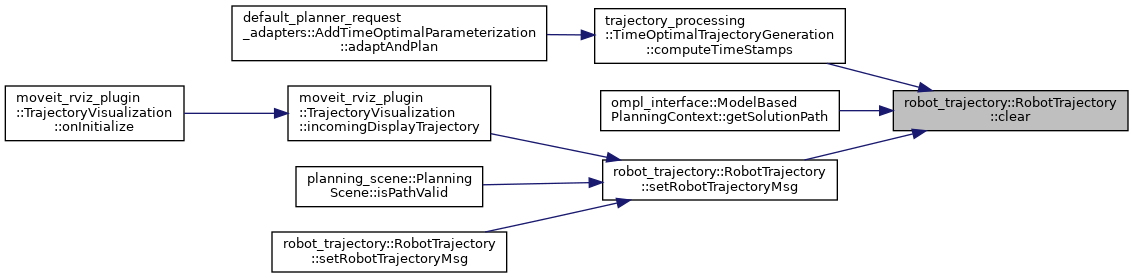 default_planner_request
_adapters::AddTimeOptimalParameterization
::adaptAndPlan
trajectory_processing
::TimeOptimalTrajectoryGeneration
::computeTimeStamps
moveit_rviz_plugin
::TrajectoryVisualization
::onInitialize
moveit_rviz_plugin
::TrajectoryVisualization
::incomingDisplayTrajectory
ompl_interface::ModelBased
PlanningContext::getSolutionPath
robot_trajectory::RobotTrajectory
::clear
planning_scene::Planning
Scene::isPathValid
robot_trajectory::RobotTrajectory
::setRobotTrajectoryMsg
robot_trajectory::RobotTrajectory
::setRobotTrajectoryMsg